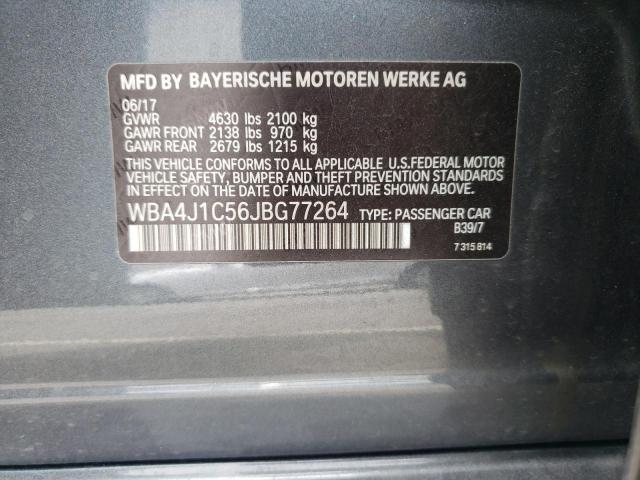 MFD BY BAYERISCHE MOTOREN WERKE AG
06/17
GVWR 4630 lbs 2100 kg
GAWR FRONT 2138 lbs 970 kg
GAWR REAR 2679 lbs 1215 kg
THIS VEHICLE CONFORMS TO ALL APPLICABLE U.S.FEDERAL MOTOR
VEHICLE SAFETY, BUMPER AND THEFT PREVENTION STANDARDS IN
EFFECT ON THE DATE OF MANUFACTURE SHOWN ABOVE.
WBA4J1C56JBG77264 TYPE: PASSENGER CAR
B39/7
7 315 814